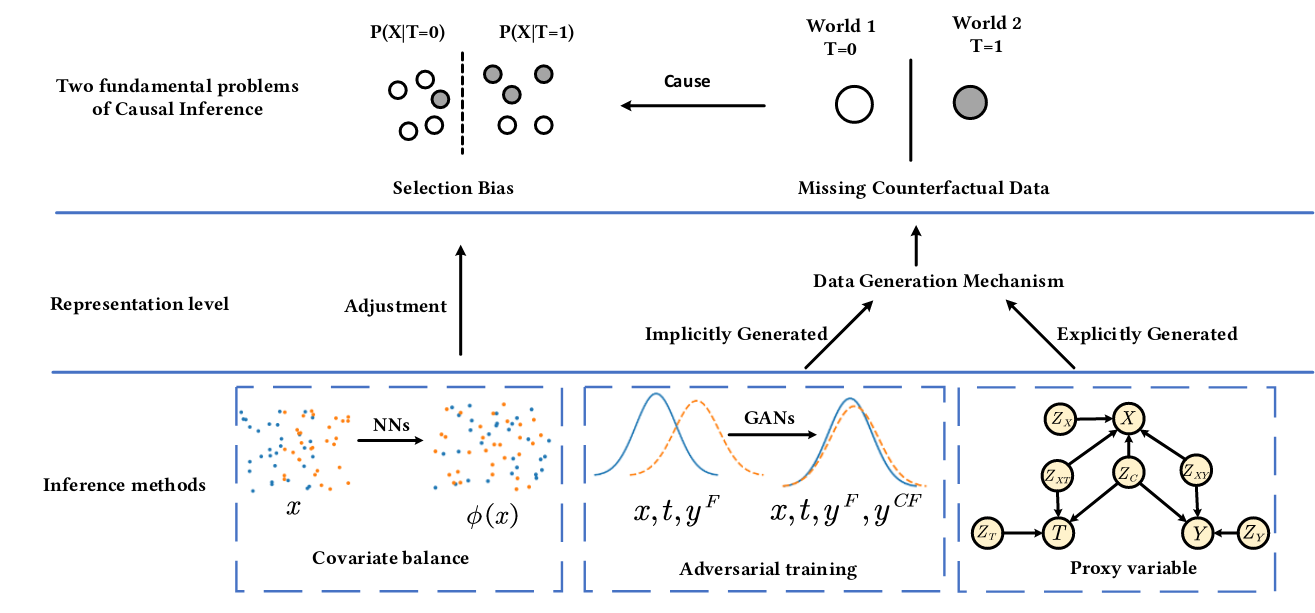 P(X|T=0)
P(X|T=1)
World 1
T=0
World 2
T=1
Two fundamental problems
of Causal Inference
Cause
Selection Bias
Missing Counterfactual Data
Representation level
Adjustment
Data Generation Mechanism
Implicitly Generated
Explicitly Generated
Inference methods
NNs
x
ϕ(x)
Covariate balance
GANs
x, t, y^F
x, t, y^F, y^{CF}
Adversarial training
Z_X
X
Z_{XT}
Z_C
Z_{XY}
Z_T
T
Y
Z_Y
Proxy variable